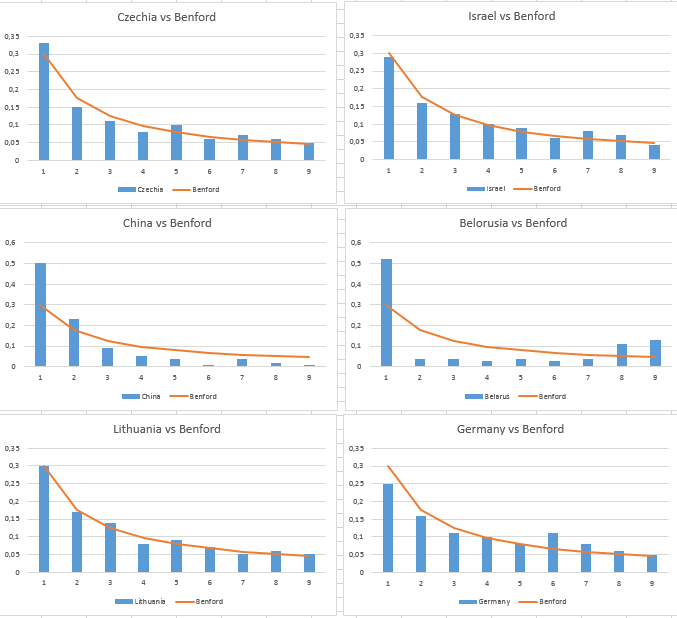 Czechia vs Benford
0,35
0,3
0,25
0,2
0,15
0,1
0,05
0
1 2 3 4 5 6 7 8 9
Czechia Benford
Israel vs Benford
0,35
0,3
0,25
0,2
0,15
0,1
0,05
0
1 2 3 4 5 6 7 8 9
Israel Benford
China vs Benford
0,6
0,5
0,4
0,3
0,2
0,1
0
1 2 3 4 5 6 7 8 9
China Benford
Belorusia vs Benford
0,6
0,5
0,4
0,3
0,2
0,1
0
1 2 3 4 5 6 7 8 9
Belarus Benford
Lithuania vs Benford
0,35
0,3
0,25
0,2
0,15
0,1
0,05
0
1 2 3 4 5 6 7 8 9
Lithuania Benford
Germany vs Benford
0,35
0,3
0,25
0,2
0,15
0,1
0,05
0
1 2 3 4 5 6 7 8 9
Germany Benford